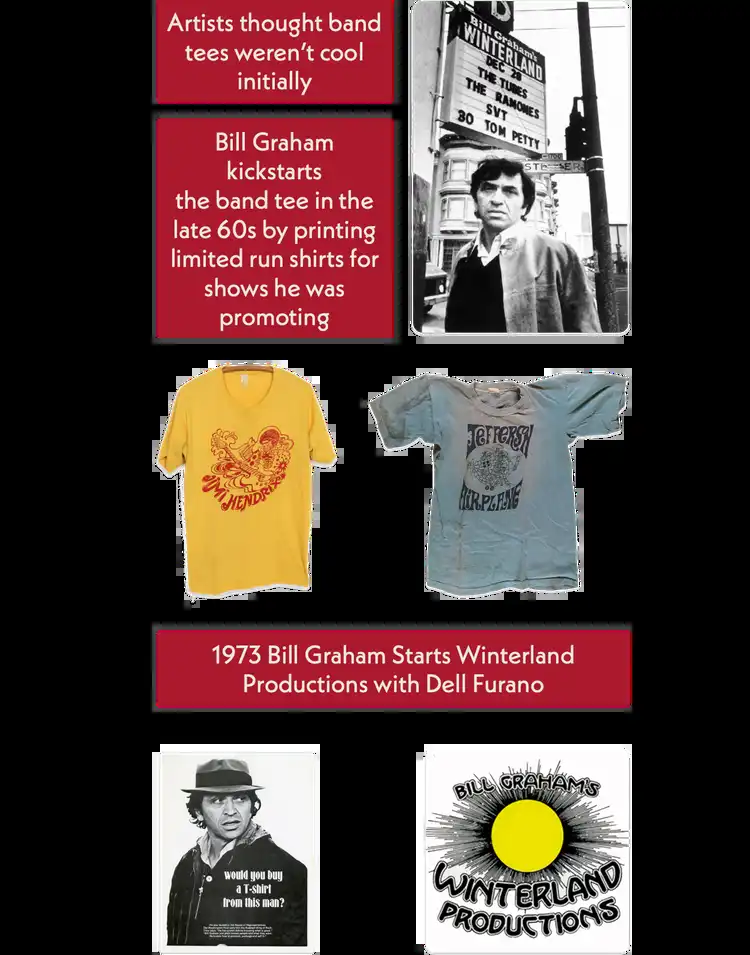 Artists thought band
tees weren't cool
initially
Bill Graham
kickstarts
the band tee in the
late 60s by printing
limited run shirts for
shows he was
promoting
Bill Graham's
WINTERLAND
DEC 28
THE TUBES
THE RAMONES
SVT
30 TOM PETTY
JIMI HENDRIX
JEFFERSN
AIRPLANE
1973 Bill Graham Starts Winterland
Productions with Dell Furano
would you buy
a T-shirt
from this man?
BILL GRAHAM'S
WINTERLAND
PRODUCTIONS